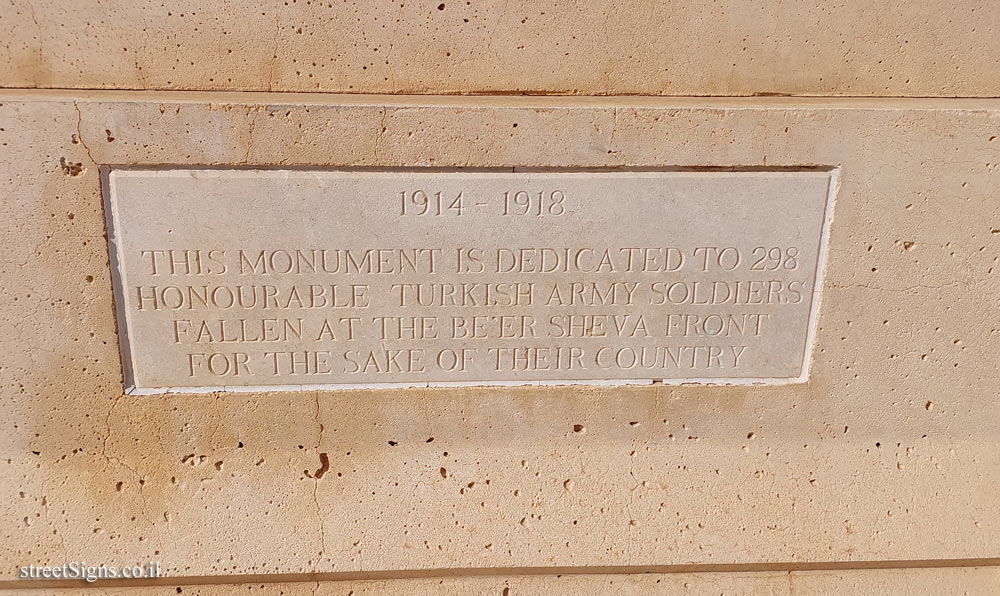 1914 - 1918
THIS MONUMENT IS DEDICATED TO 298
HONOURABLE TURKISH ARMY SOLDIERS
FALLEN AT THE BE'ER SHEVA FRONT
FOR THE SAKE OF THEIR COUNTRY
streetSigns.co.il